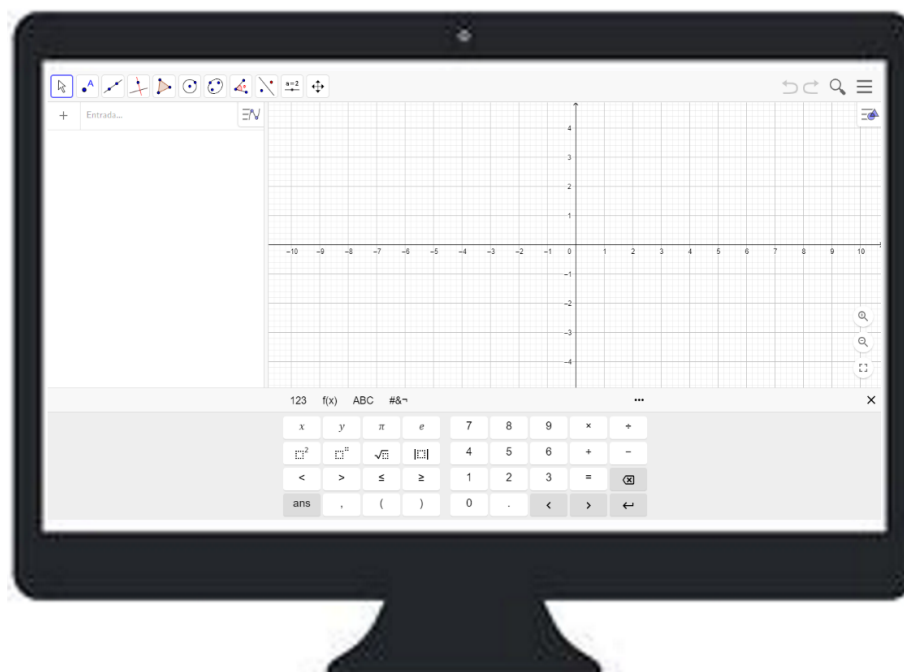 A a=2
+ Entrada...
4
3
2
1
−10 −9 −8 −7 −6 −5 −4 −3 −2 −1 0 1 2 3 4 5 6 7 8 9 10
−1
−2
−3
−4
123 f(x) ABC #&¬ ... ×
x y π e 7 8 9 × ÷
□² □ⁿ √□ |□| 4 5 6 + −
< > ≤ ≥ 1 2 3 =
ans , ( ) 0 . < >